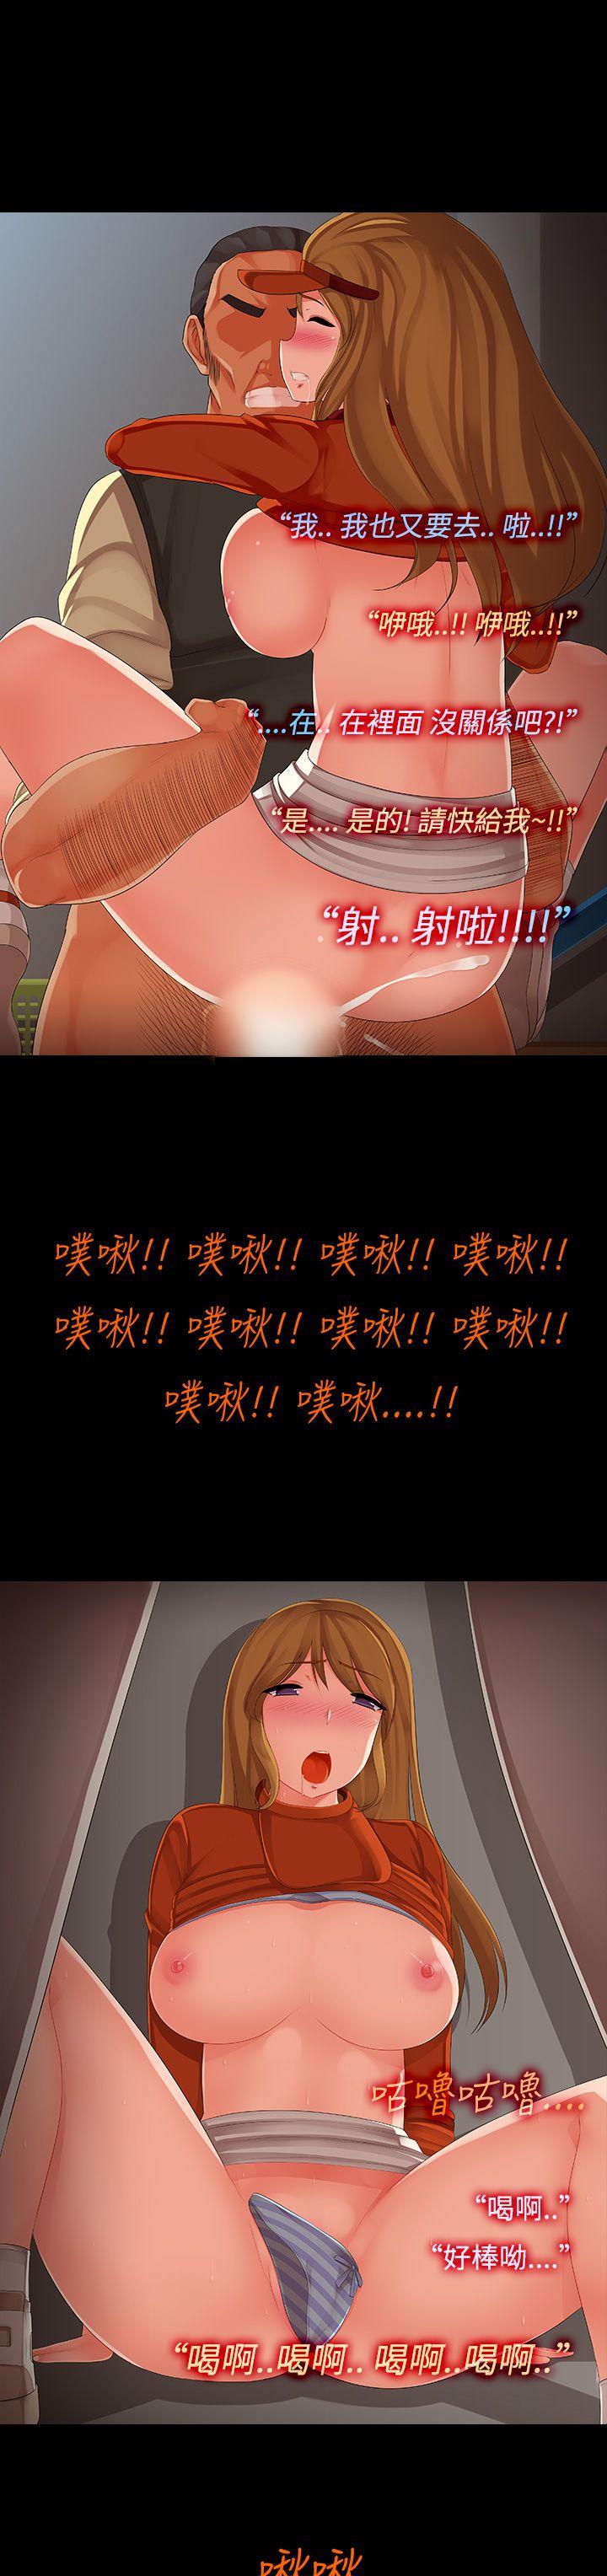 “我.. 我也又要去.. 啦..!!”
“咿哦..!! 咿哦..!!”
“....在.. 在裡面 沒關係吧?!”
“是.... 是的! 請快給我~!!”
“射.. 射啦!!!!”
噗啾!! 噗啾!! 噗啾!! 噗啾!!
噗啾!! 噗啾!! 噗啾!! 噗啾!!
噗啾!! 噗啾....!!
咕嚕咕嚕....
“喝啊..”
“好棒呦....”
“喝啊..喝啊.. 喝啊..喝啊..”
啾啾